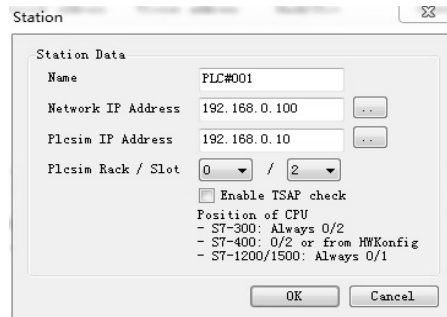 Station
Station Data
Name PLC#001
Network IP Address 192.168.0.100 ..
Plcsim IP Address 192.168.0.10 ..
Plcsim Rack / Slot 0 / 2
Enable TSAP check
Position of CPU
- S7-300: Always 0/2
- S7-400: 0/2 or from HWKonfig
- S7-1200/1500: Always 0/1
OK Cancel